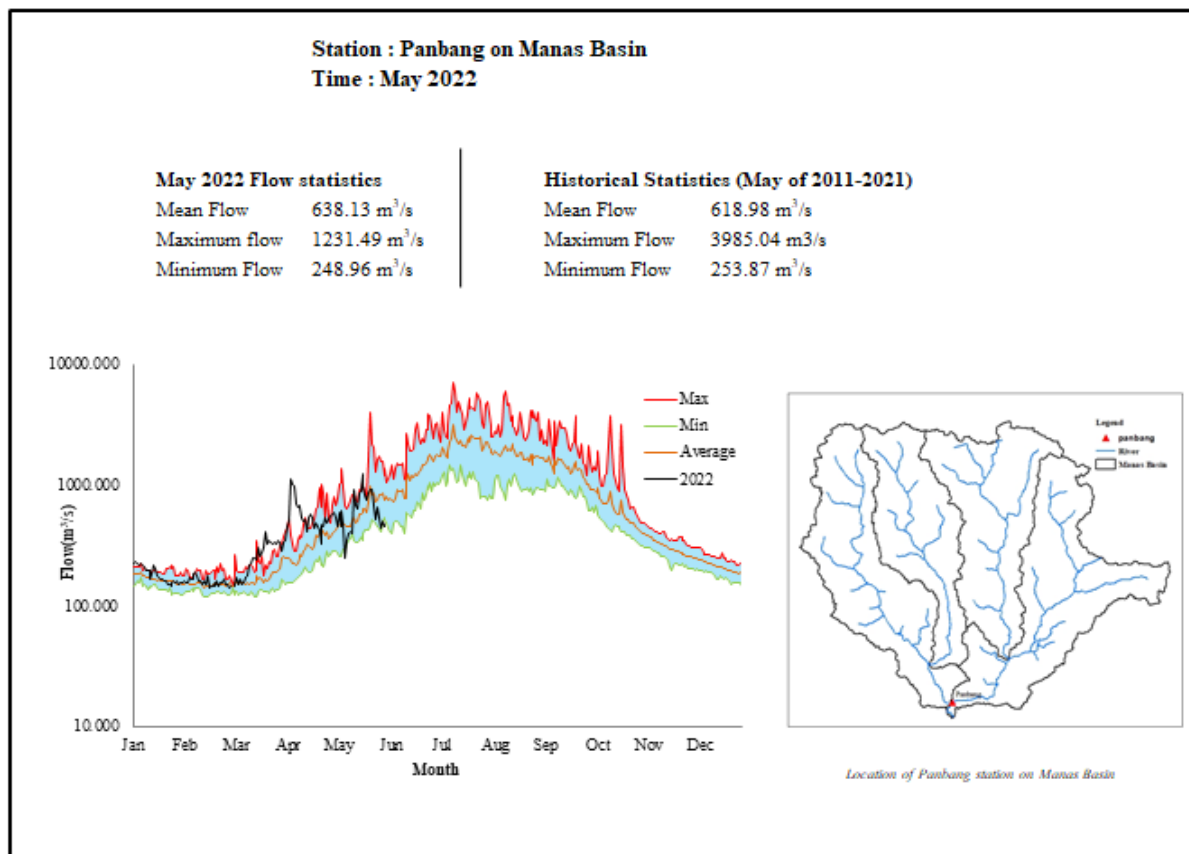 Station : Panbang on Manas Basin
Time : May 2022
May 2022 Flow statistics
Mean Flow 638.13 m³/s
Maximum flow 1231.49 m³/s
Minimum Flow 248.96 m³/s
Historical Statistics (May of 2011-2021)
Mean Flow 618.98 m³/s
Maximum Flow 3985.04 m3/s
Minimum Flow 253.87 m³/s
10000.000
1000.000
100.000
10.000
Flow(m³/s)
Jan Feb Mar Apr May Jun Jul Aug Sep Oct Nov Dec
Month
Max
Min
Average
2022
Legend
panbang
River
Manas Basin
Panbang
Location of Panbang station on Manas Basin